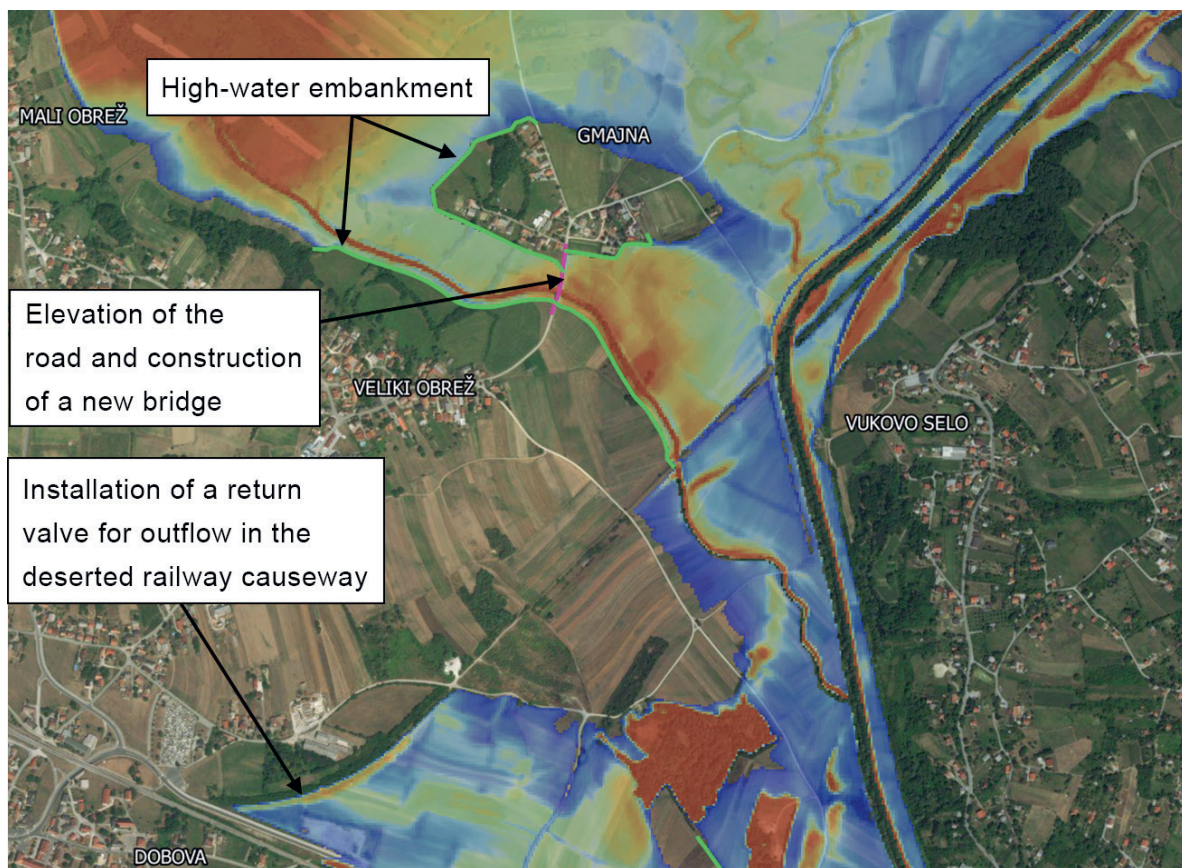 High-water embankment
MALI OBREŽ
GMAJNA
Elevation of the
road and construction
of a new bridge
VELIKI OBREŽ
VUKOVO SELO
Installation of a return
valve for outflow in the
deserted railway causeway
DOBOVA